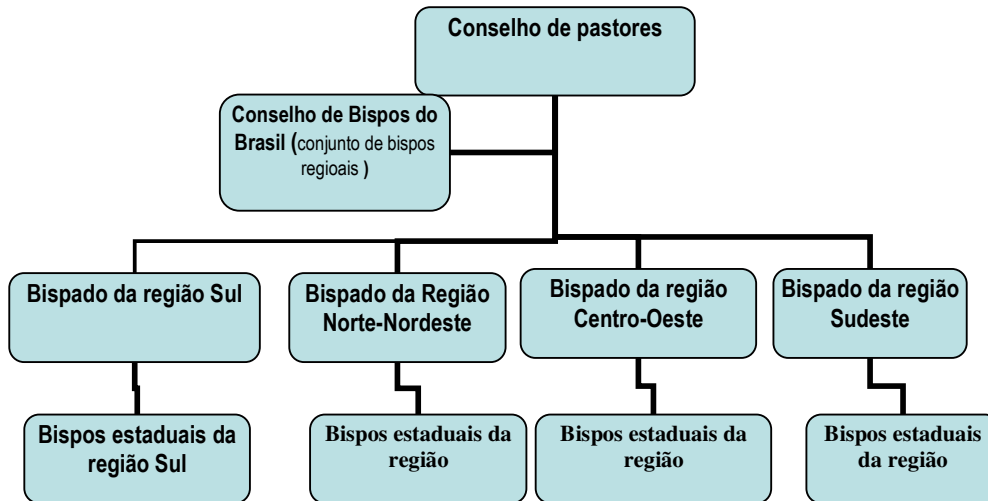 Conselho de pastores
Conselho de Bispos do
Brasil (conjunto de bispos
regioais )
Bispado da região Sul
Bispado da Região
Norte-Nordeste
Bispado da região
Centro-Oeste
Bispado da região
Sudeste
Bispos estaduais da
região Sul
Bispos estaduais da
região
Bispos estaduais da
região
Bispos estaduais
da região